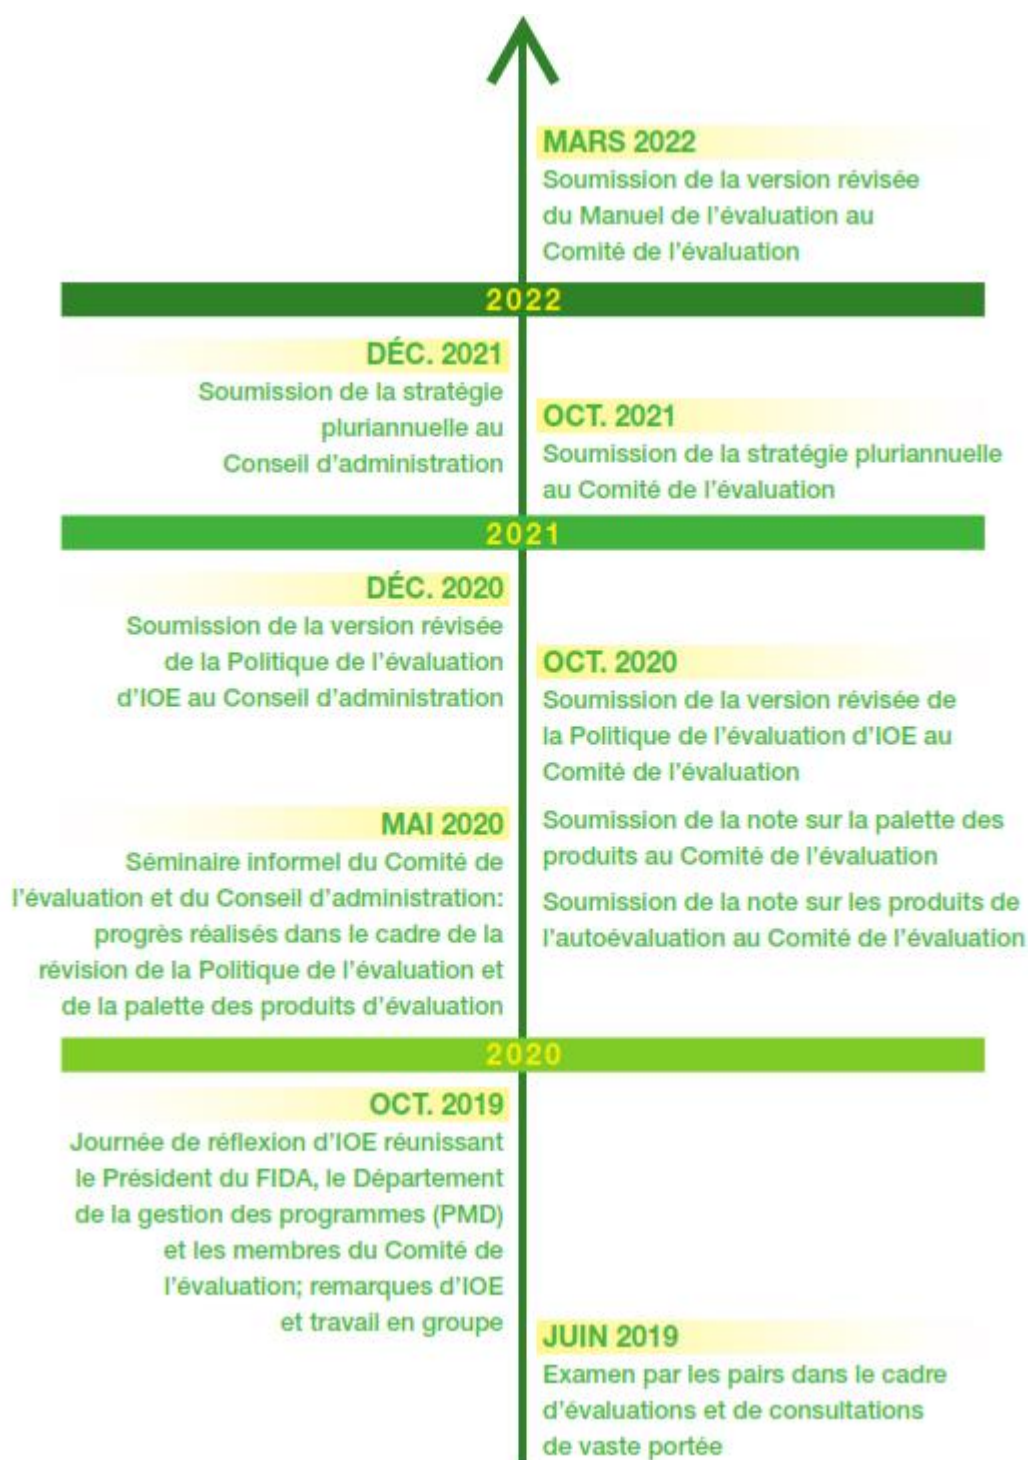 MARS 2022
Soumission de la version révisée
du Manuel de l'évaluation au
Comité de l'évaluation
2022
DÉC. 2021
Soumission de la stratégie
pluriannuelle au
Conseil d'administration
OCT. 2021
Soumission de la stratégie pluriannuelle
au Comité de l'évaluation
2021
DÉC. 2020
Soumission de la version révisée
de la Politique de l'évaluation
d'IOE au Conseil d'administration
OCT. 2020
Soumission de la version révisée de
la Politique de l'évaluation d'IOE au
Comité de l'évaluation
Soumission de la note sur la palette des
produits au Comité de l'évaluation
Soumission de la note sur les produits de
l'autoévaluation au Comité de l'évaluation
MAI 2020
Séminaire informel du Comité de
l'évaluation et du Conseil d'administration:
progrès réalisés dans le cadre de la
révision de la Politique de l'évaluation et
de la palette des produits d'évaluation
2020
OCT. 2019
Journée de réflexion d'IOE réunissant
le Président du FIDA, le Département
de la gestion des programmes (PMD)
et les membres du Comité de
l'évaluation; remarques d'IOE
et travail en groupe
JUIN 2019
Examen par les pairs dans le cadre
d'évaluations et de consultations
de vaste portée